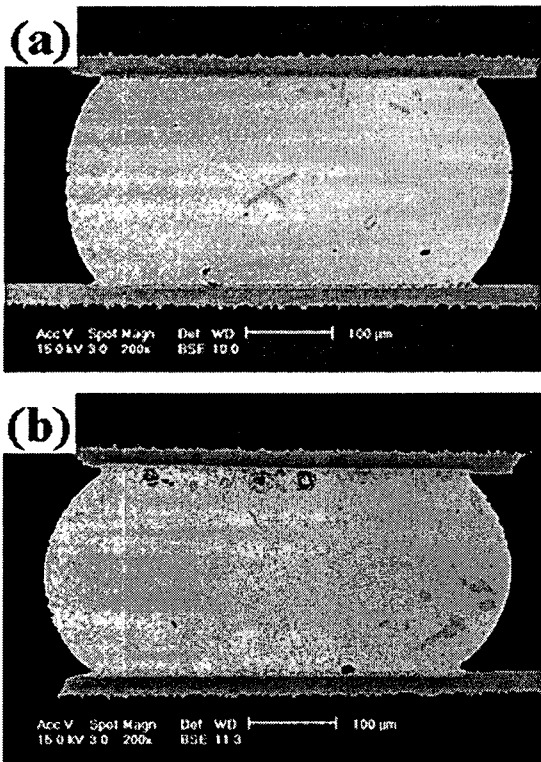 (a)
Acc V Spot Magn Det WD 100 µm
15.0 kV 3.0 200x BSE 10.0
(b)
Acc V Spot Magn Det WD 100 µm
15.0 kV 3.0 200x BSE 11.3